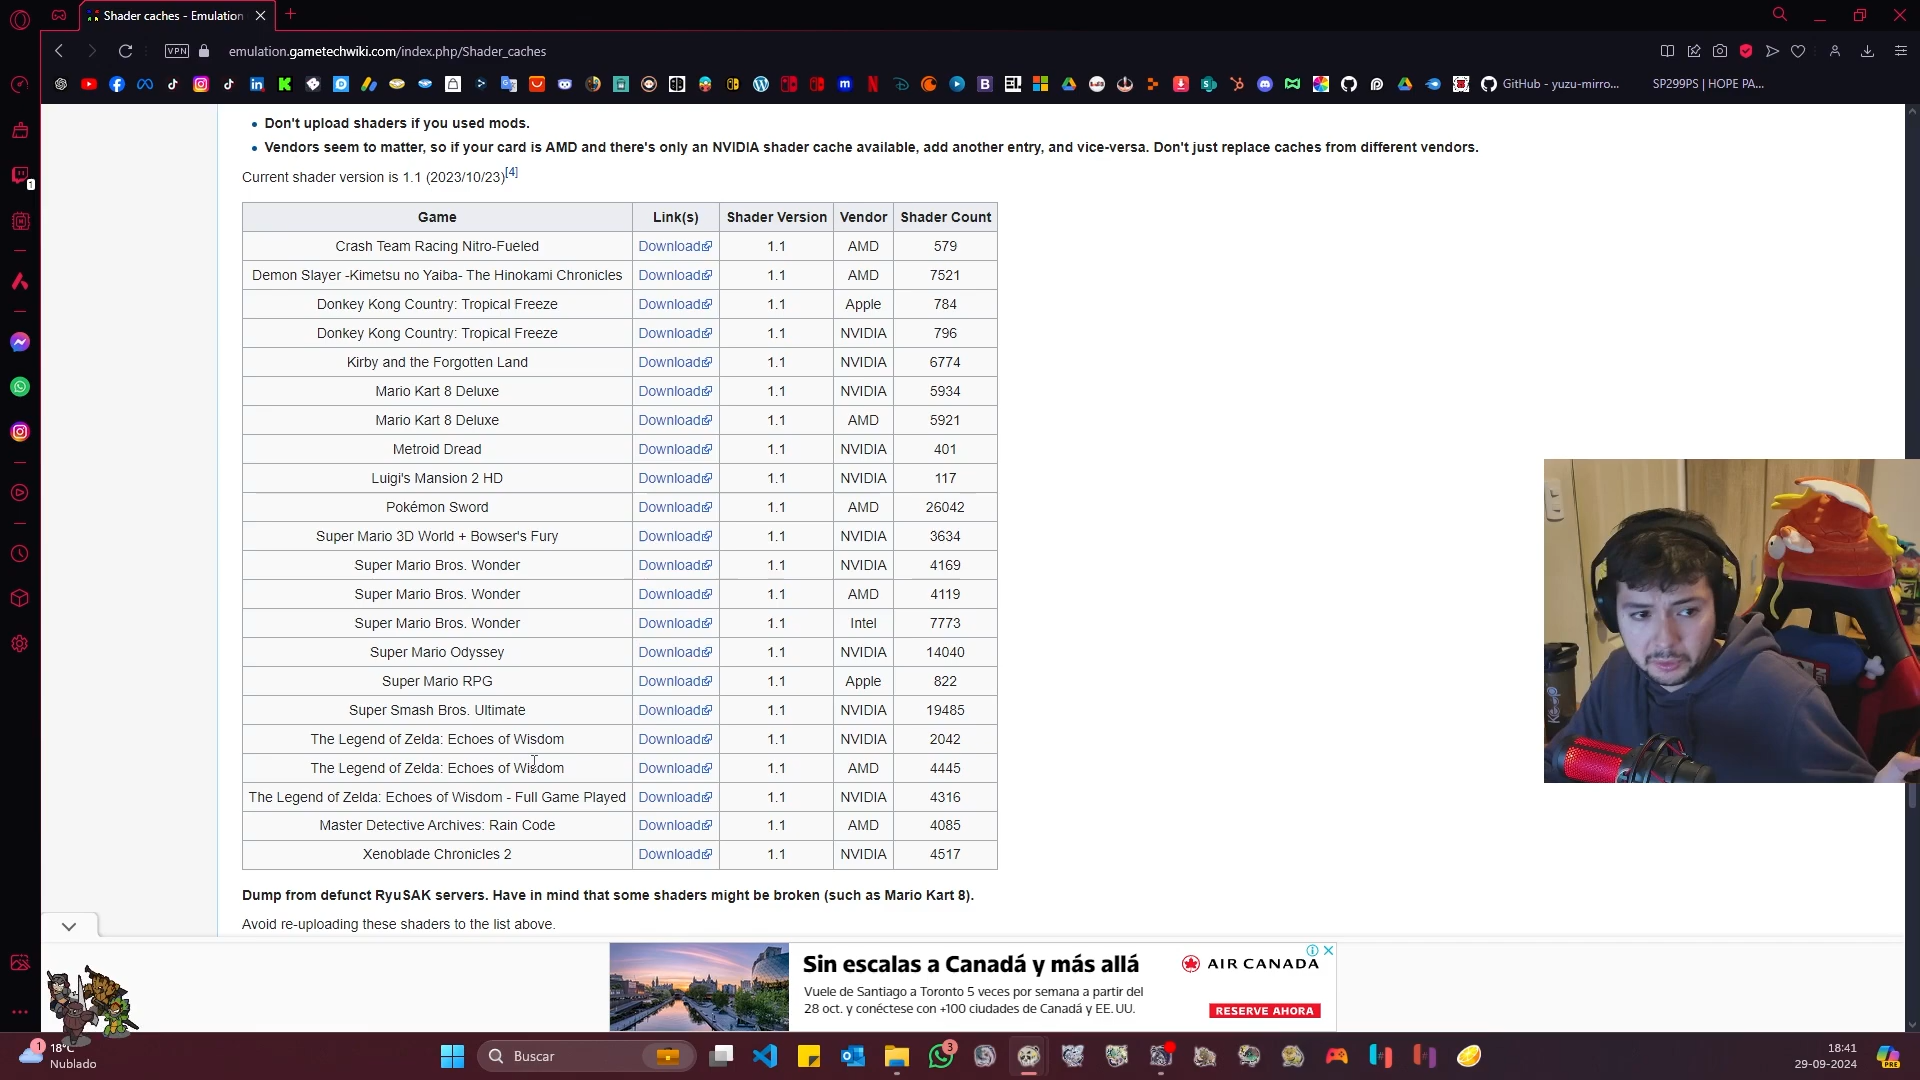 Shader caches - Emulation
VPN
emulation.gametechwiki.com/index.php/Shader_caches
GitHub - yuzu-mirro...
SP299PS | HOPE PA...
Don't upload shaders if you used mods.
Vendors seem to matter, so if your card is AMD and there's only an NVIDIA shader cache available, add another entry, and vice-versa. Don't just replace caches from different vendors.
Current shader version is 1.1 (2023/10/23)[4]
Game Link(s) Shader Version Vendor Shader Count
Crash Team Racing Nitro-Fueled Download 1.1 AMD 579
Demon Slayer -Kimetsu no Yaiba- The Hinokami Chronicles Download 1.1 AMD 7521
Donkey Kong Country: Tropical Freeze Download 1.1 Apple 784
Donkey Kong Country: Tropical Freeze Download 1.1 NVIDIA 796
Kirby and the Forgotten Land Download 1.1 NVIDIA 6774
Mario Kart 8 Deluxe Download 1.1 NVIDIA 5934
Mario Kart 8 Deluxe Download 1.1 AMD 5921
Metroid Dread Download 1.1 NVIDIA 401
Luigi's Mansion 2 HD Download 1.1 NVIDIA 117
Pokémon Sword Download 1.1 AMD 26042
Super Mario 3D World + Bowser's Fury Download 1.1 NVIDIA 3634
Super Mario Bros. Wonder Download 1.1 NVIDIA 4169
Super Mario Bros. Wonder Download 1.1 AMD 4119
Super Mario Bros. Wonder Download 1.1 Intel 7773
Super Mario Odyssey Download 1.1 NVIDIA 14040
Super Mario RPG Download 1.1 Apple 822
Super Smash Bros. Ultimate Download 1.1 NVIDIA 19485
The Legend of Zelda: Echoes of Wisdom Download 1.1 NVIDIA 2042
The Legend of Zelda: Echoes of Wisdom Download 1.1 AMD 4445
The Legend of Zelda: Echoes of Wisdom - Full Game Played Download 1.1 NVIDIA 4316
Master Detective Archives: Rain Code Download 1.1 AMD 4085
Xenoblade Chronicles 2 Download 1.1 NVIDIA 4517
Dump from defunct RyuSAK servers. Have in mind that some shaders might be broken (such as Mario Kart 8).
Avoid re-uploading these shaders to the list above.
Sin escalas a Canadá y más allá
Vuele de Santiago a Toronto 5 veces por semana a partir del
28 oct. y conéctese con +100 ciudades de Canadá y EE. UU.
AIR CANADA
RESERVE AHORA
1
1
18°C
Nublado
Buscar
3
18:41
29-09-2024
PRE